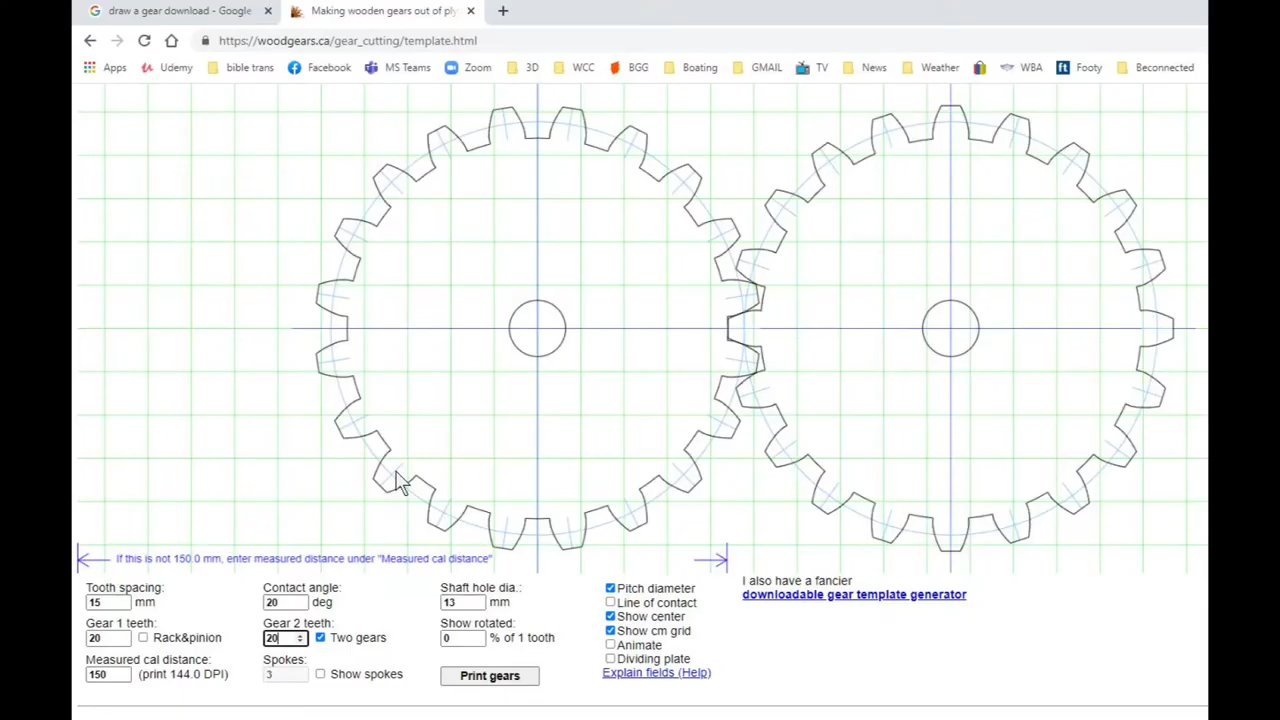 draw a gear download - Google
Making wooden gears out of ply
https://woodgears.ca/gear_cutting/template.html
Apps Udemy bible trans Facebook MS Teams Zoom 3D WCC BGG Boating GMAIL TV News Weather WBA ft Footy Beconnected
If this is not 150.0 mm, enter measured distance under "Measured cal distance"
Tooth spacing: Contact angle: Shaft hole dia.:
15 mm 20 deg 13 mm
Gear 1 teeth: Gear 2 teeth: Show rotated:
20 Rack&pinion 20 Two gears 0 % of 1 tooth
Measured cal distance: Spokes:
150 (print 144.0 DPI) 3 Show spokes Print gears
Pitch diameter
Line of contact
Show center
Show cm grid
Animate
Dividing plate
Explain fields (Help)
I also have a fancier
downloadable gear template generator